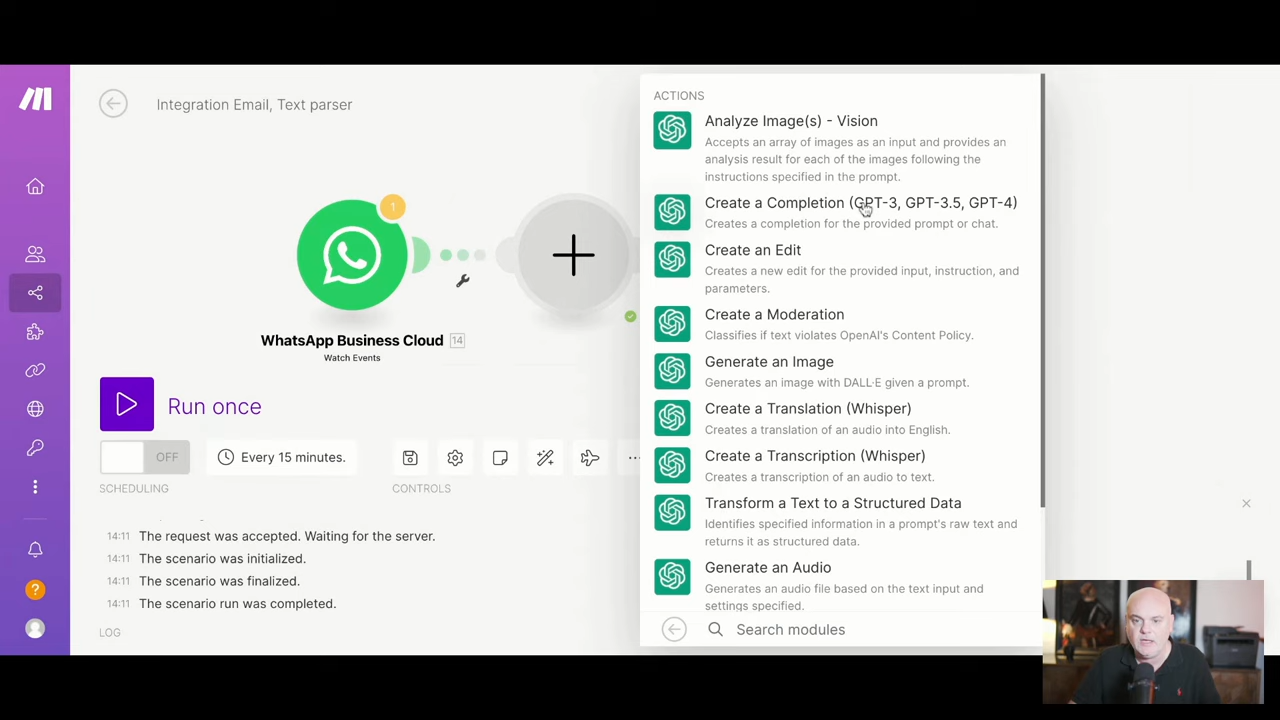 Integration Email, Text parser
1
WhatsApp Business Cloud 14
Watch Events
Run once
OFF
Every 15 minutes.
SCHEDULING
CONTROLS
14:11 The request was accepted. Waiting for the server.
14:11 The scenario was initialized.
14:11 The scenario was finalized.
14:11 The scenario run was completed.
LOG
ACTIONS
Analyze Image(s) - Vision
Accepts an array of images as an input and provides an
analysis result for each of the images following the
instructions specified in the prompt.
Create a Completion (GPT-3, GPT-3.5, GPT-4)
Creates a completion for the provided prompt or chat.
Create an Edit
Creates a new edit for the provided input, instruction, and
parameters.
Create a Moderation
Classifies if text violates OpenAI's Content Policy.
Generate an Image
Generates an image with DALL·E given a prompt.
Create a Translation (Whisper)
Creates a translation of an audio into English.
Create a Transcription (Whisper)
Creates a transcription of an audio to text.
Transform a Text to a Structured Data
Identifies specified information in a prompt's raw text and
returns it as structured data.
Generate an Audio
Generates an audio file based on the text input and
settings specified.
Search modules